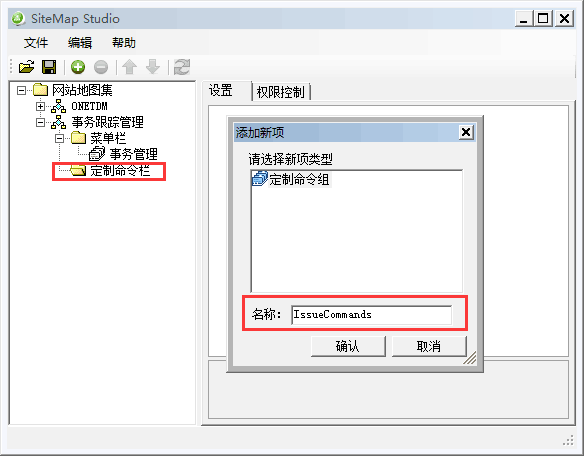 SiteMap Studio
文件 编辑 帮助
网站地图集
ONETDM
事务跟踪管理
菜单栏
事务管理
定制命令栏
设置 权限控制
添加新项
请选择新项类型
定制命令组
名称: IssueCommands
确认 取消